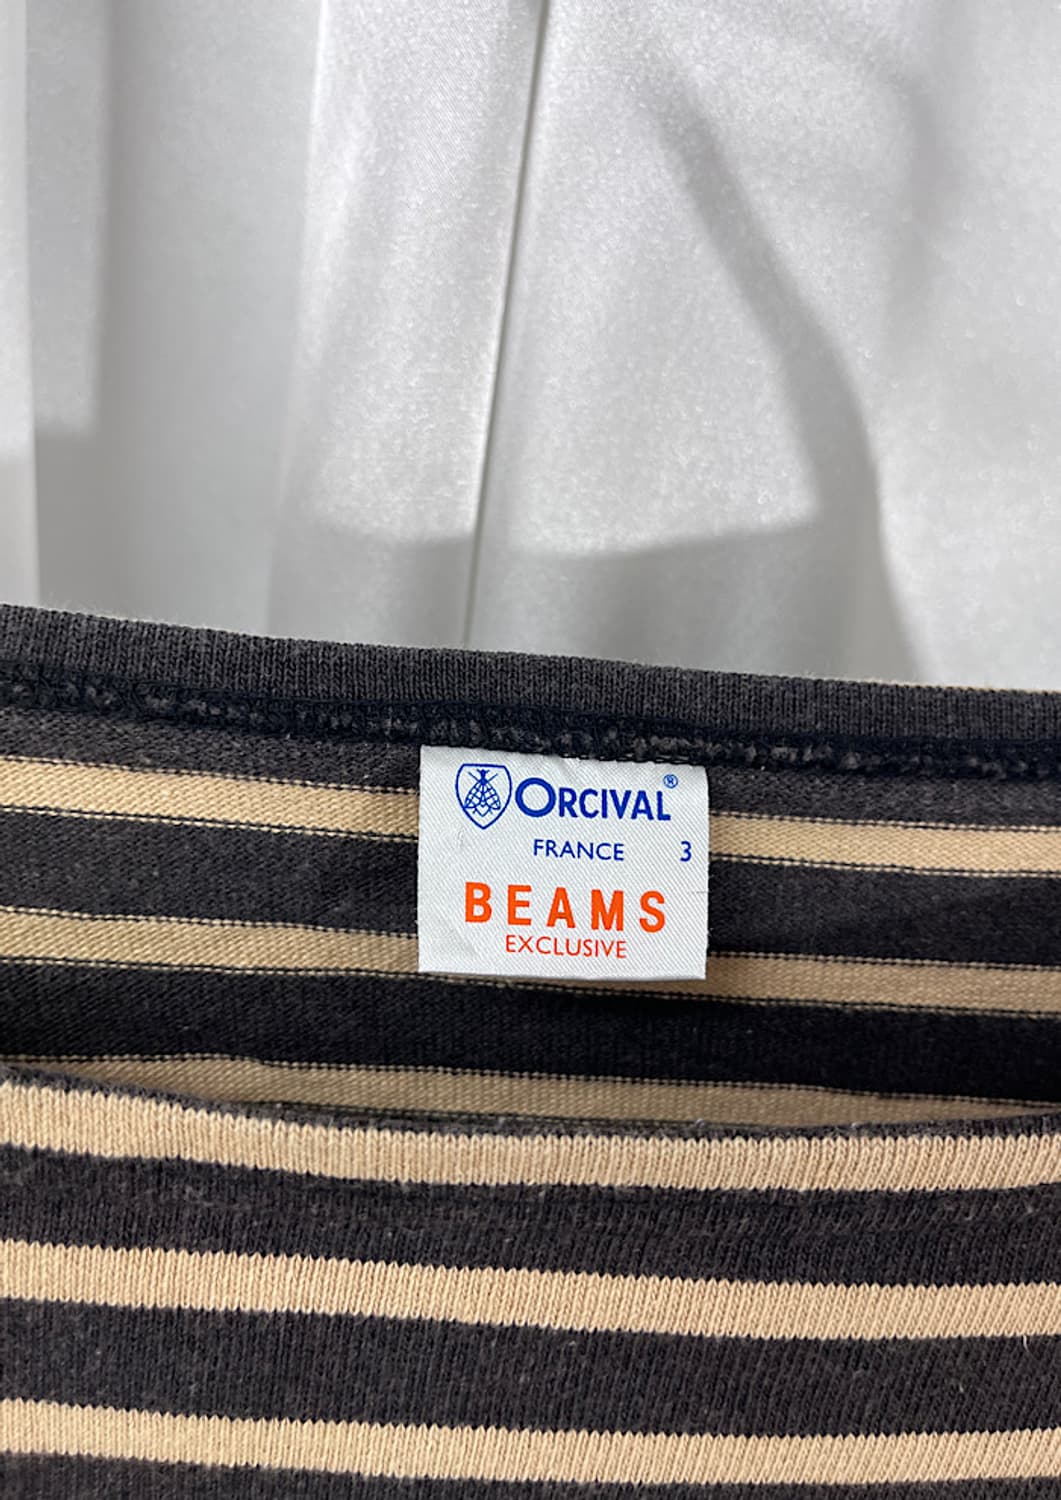 ORCIVAL®
FRANCE 3
BEAMS
EXCLUSIVE